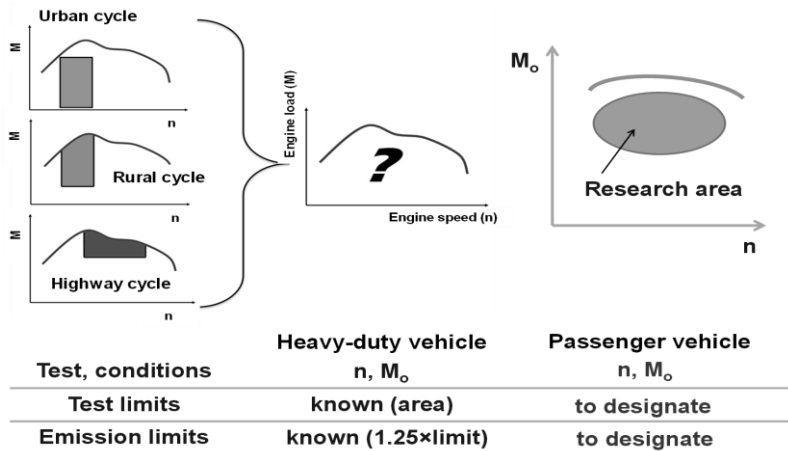 Urban cycle
M
n
M
Rural cycle
n
M
Highway cycle
n
Engine load (M)
?
Engine speed (n)
Mo
Research area
n
Heavy-duty vehicle Passenger vehicle
Test, conditions n, Mo n, Mo
Test limits known (area) to designate
Emission limits known (1.25×limit) to designate